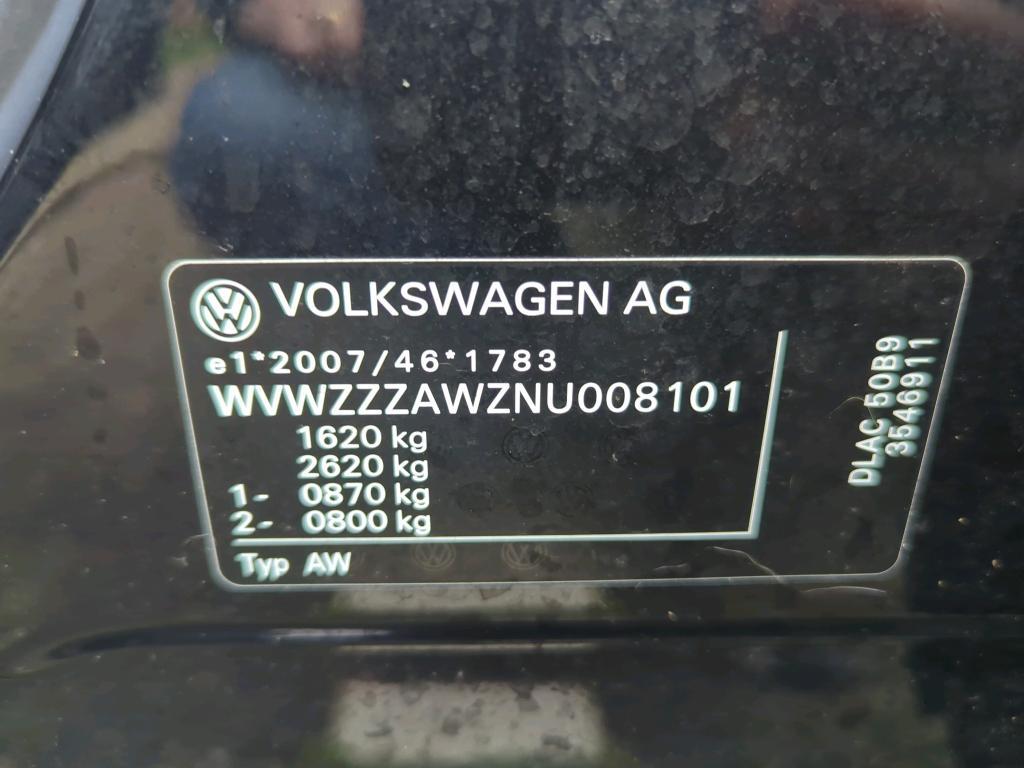 VOLKSWAGEN AG
e1*2007/46*1783
WVWZZZAWZNU008101
1620 kg
2620 kg
1- 0870 kg
2- 0800 kg
Typ AW
DLAC 50B9
3546911